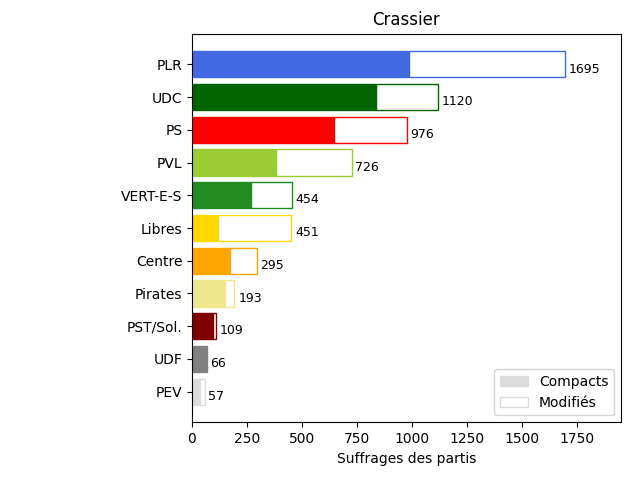 Crassier
PLR 1695
UDC 1120
PS 976
PVL 726
VERT-E-S 454
Libres 451
Centre 295
Pirates 193
PST/Sol. 109
UDF 66
PEV 57
Compacts
Modifiés
0 250 500 750 1000 1250 1500 1750
Suffrages des partis